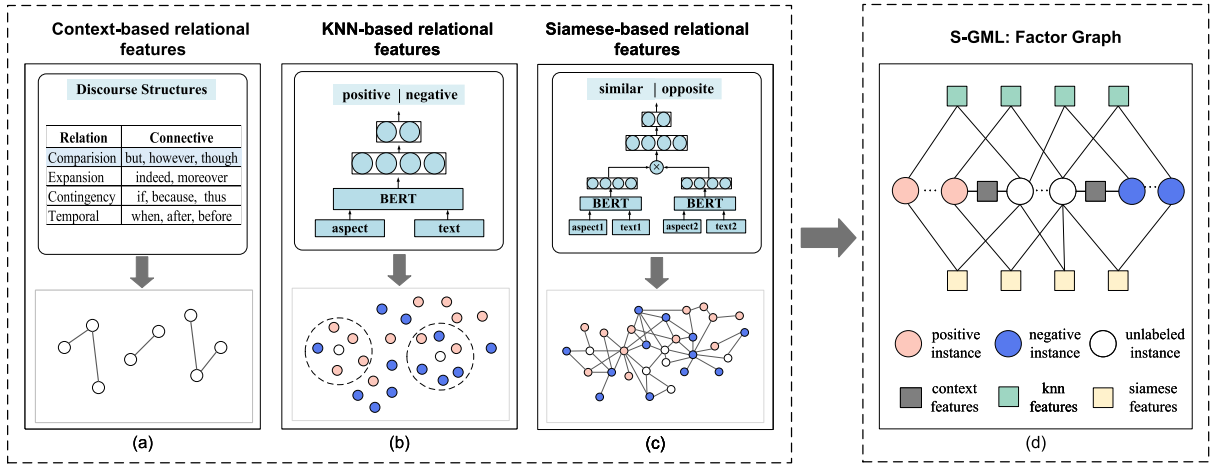 Context-based relational
features
Discourse Structures
Relation Connective
Comparision but, however, though
Expansion indeed, moreover
Contingency if, because, thus
Temporal when, after, before
(a)
KNN-based relational
features
positive | negative
BERT
aspect text
(b)
Siamese-based relational
features
similar | opposite
×
BERT BERT
aspect1 text1 aspect2 text2
(c)
S-GML: Factor Graph
... ... ...
positive instance
negative instance
unlabeled instance
context features
knn features
siamese features
(d)